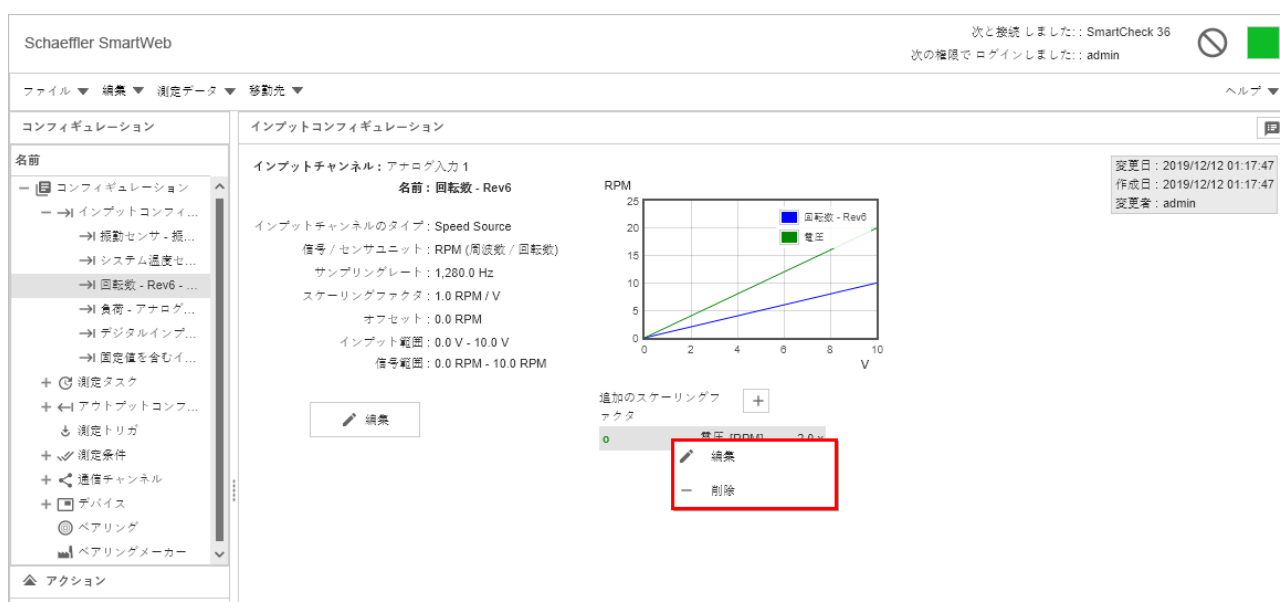 Schaeffler SmartWeb
次と接続 しました: : SmartCheck 36
次の権限で ログインしました: : admin
ファイル 編集 測定データ 移動先 ヘルプ
コンフィギュレーション
インプットコンフィギュレーション
名前
コンフィギュレーション
インプットコンフィ...
振動センサ - 振...
システム温度セ...
回転数 - Rev6 - ...
負荷 - アナログ...
デジタルインプ...
固定値を含むイ...
測定タスク
アウトプットコンフ...
測定トリガ
測定条件
通信チャンネル
デバイス
ベアリング
ベアリングメーカー
アクション
インプットチャンネル : アナログ入力 1
名前 : 回転数 - Rev6
インプットチャンネルのタイプ : Speed Source
信号 / センサユニット : RPM (周波数 / 回転数)
サンプリングレート : 1,280.0 Hz
スケーリングファクタ : 1.0 RPM / V
オフセット : 0.0 RPM
インプット範囲 : 0.0 V - 10.0 V
信号範囲 : 0.0 RPM - 10.0 RPM
編集
RPM
25
20
15
10
5
0
0 2 4 6 8 10
V
回転数 - Rev6
電圧
追加のスケーリングフ
ァクタ
+
o 電圧 [RPM]
編集
削除
変更日 : 2019/12/12 01:17:47
作成日 : 2019/12/12 01:17:47
変更者 : admin